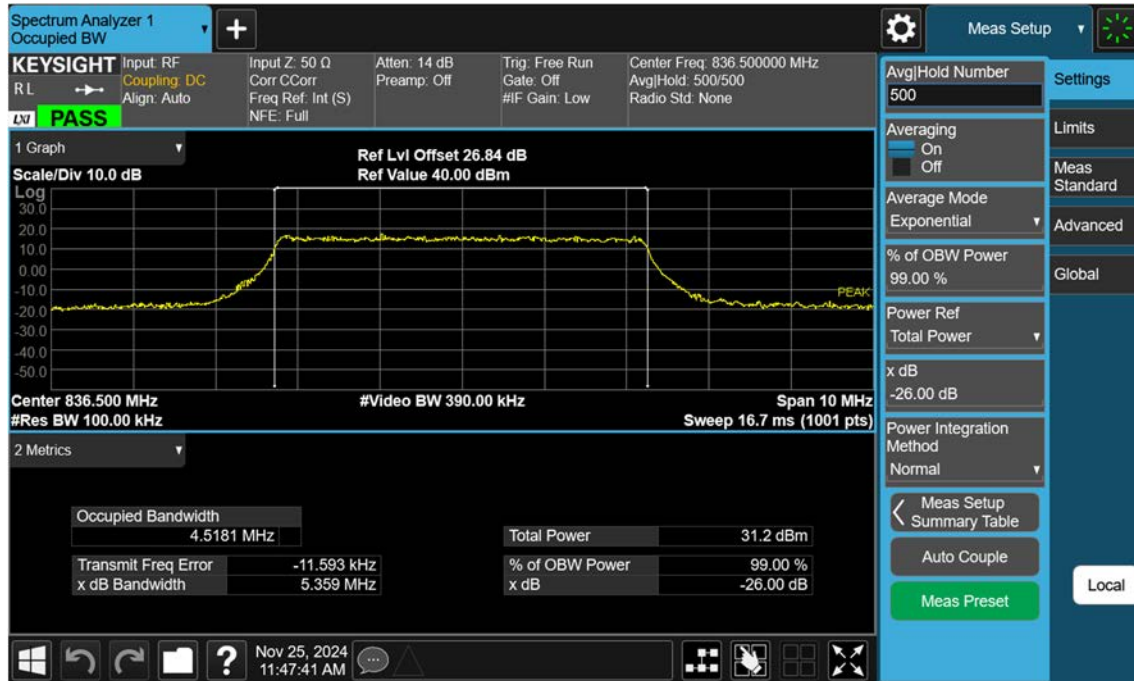 Spectrum Analyzer 1
Occupied BW
Meas Setup
KEYSIGHT
R L
LXI PASS
Input: RF
Coupling: DC
Align: Auto
Input Z: 50 Ω
Corr CCorr
Freq Ref: Int (S)
NFE: Full
Atten: 14 dB
Preamp: Off
Trig: Free Run
Gate: Off
#IF Gain: Low
Center Freq: 836.500000 MHz
Avg|Hold: 500/500
Radio Std: None
1 Graph
Scale/Div 10.0 dB
Ref Lvl Offset 26.84 dB
Ref Value 40.00 dBm
Log
30.0
20.0
10.0
0.00
-10.0
-20.0
-30.0
-40.0
-50.0
PEAK
Center 836.500 MHz
#Video BW 390.00 kHz
Span 10 MHz
#Res BW 100.00 kHz
Sweep 16.7 ms (1001 pts)
2 Metrics
Occupied Bandwidth
4.5181 MHz
Total Power 31.2 dBm
Transmit Freq Error -11.593 kHz
% of OBW Power 99.00 %
x dB Bandwidth 5.359 MHz
x dB -26.00 dB
Nov 25, 2024
11:47:41 AM
?
Avg|Hold Number
500
Averaging
On
Off
Average Mode
Exponential
% of OBW Power
99.00 %
Power Ref
Total Power
x dB
-26.00 dB
Power Integration
Method
Normal
Meas Setup
Summary Table
Auto Couple
Meas Preset
Settings
Limits
Meas
Standard
Advanced
Global
Local